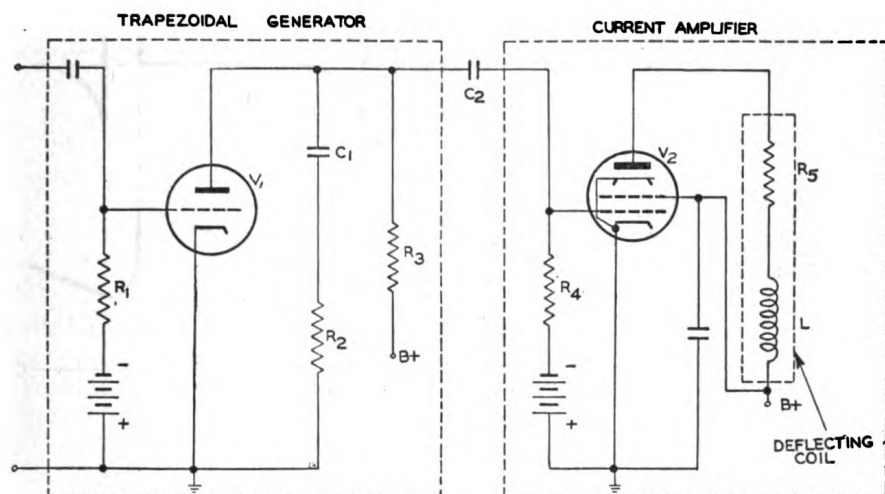 TRAPEZOIDAL GENERATOR
CURRENT AMPLIFIER
C2
V1
C1
V2
R5
R1
R3
R4
R2
L
B+
-
+
-
+
B+
DEFLECTING
COIL